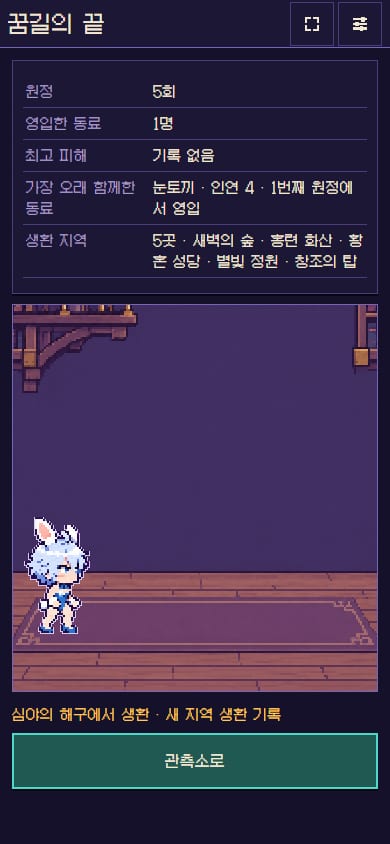 꿈길의 끝
원정 5회
영입한 동료 1명
최고 피해 기록 없음
가장 오래 함께한 동료 눈토끼 · 인연 4 · 1번째 원정에서 영입
생환 지역 5곳 · 새벽의 숲 · 홍련 화산 · 황혼 성당 · 별빛 정원 · 창조의 탑
심야의 해구에서 생환 · 새 지역 생환 기록
관측소로